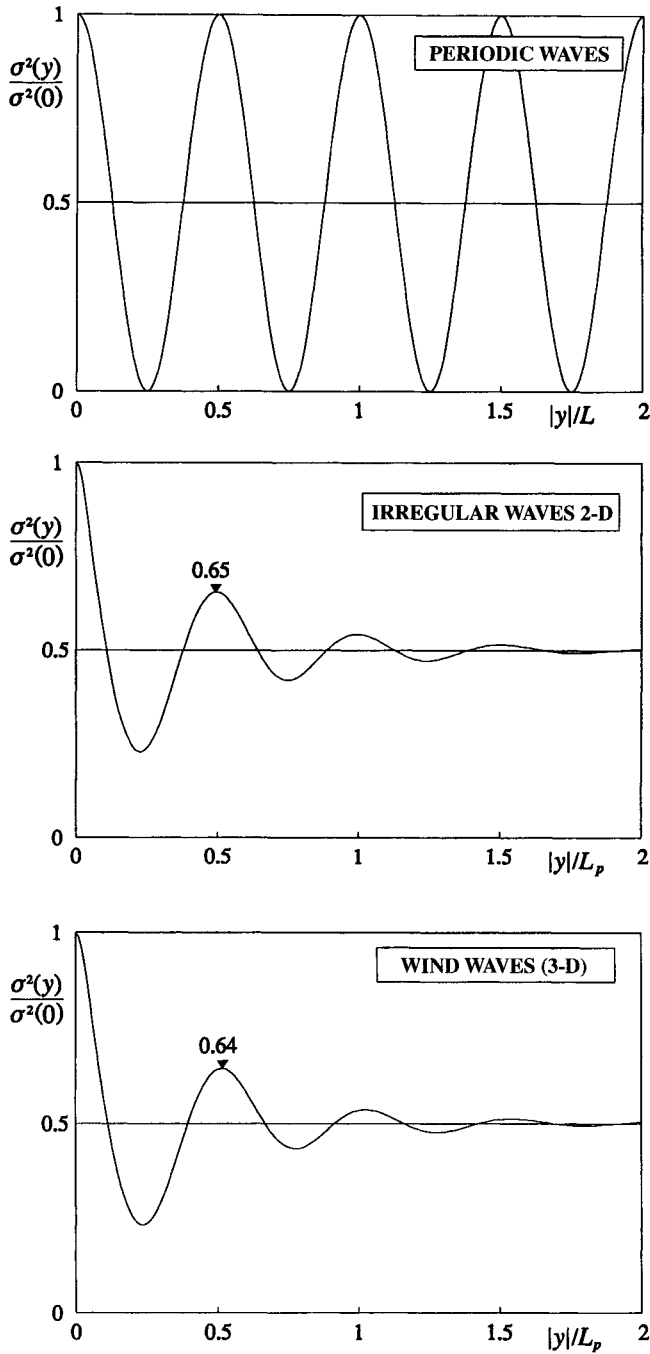 1
PERIODIC WAVES
σ²(y)
σ²(0)
0.5
0
0 0.5 1 1.5 |y|/L 2
1
IRREGULAR WAVES 2-D
σ²(y)
σ²(0)
0.65
0.5
0
0 0.5 1 |y|/Lₚ 1.5 2
1
WIND WAVES (3-D)
σ²(y)
σ²(0)
0.64
0.5
0
0 0.5 1 1.5 |y|/Lₚ 2